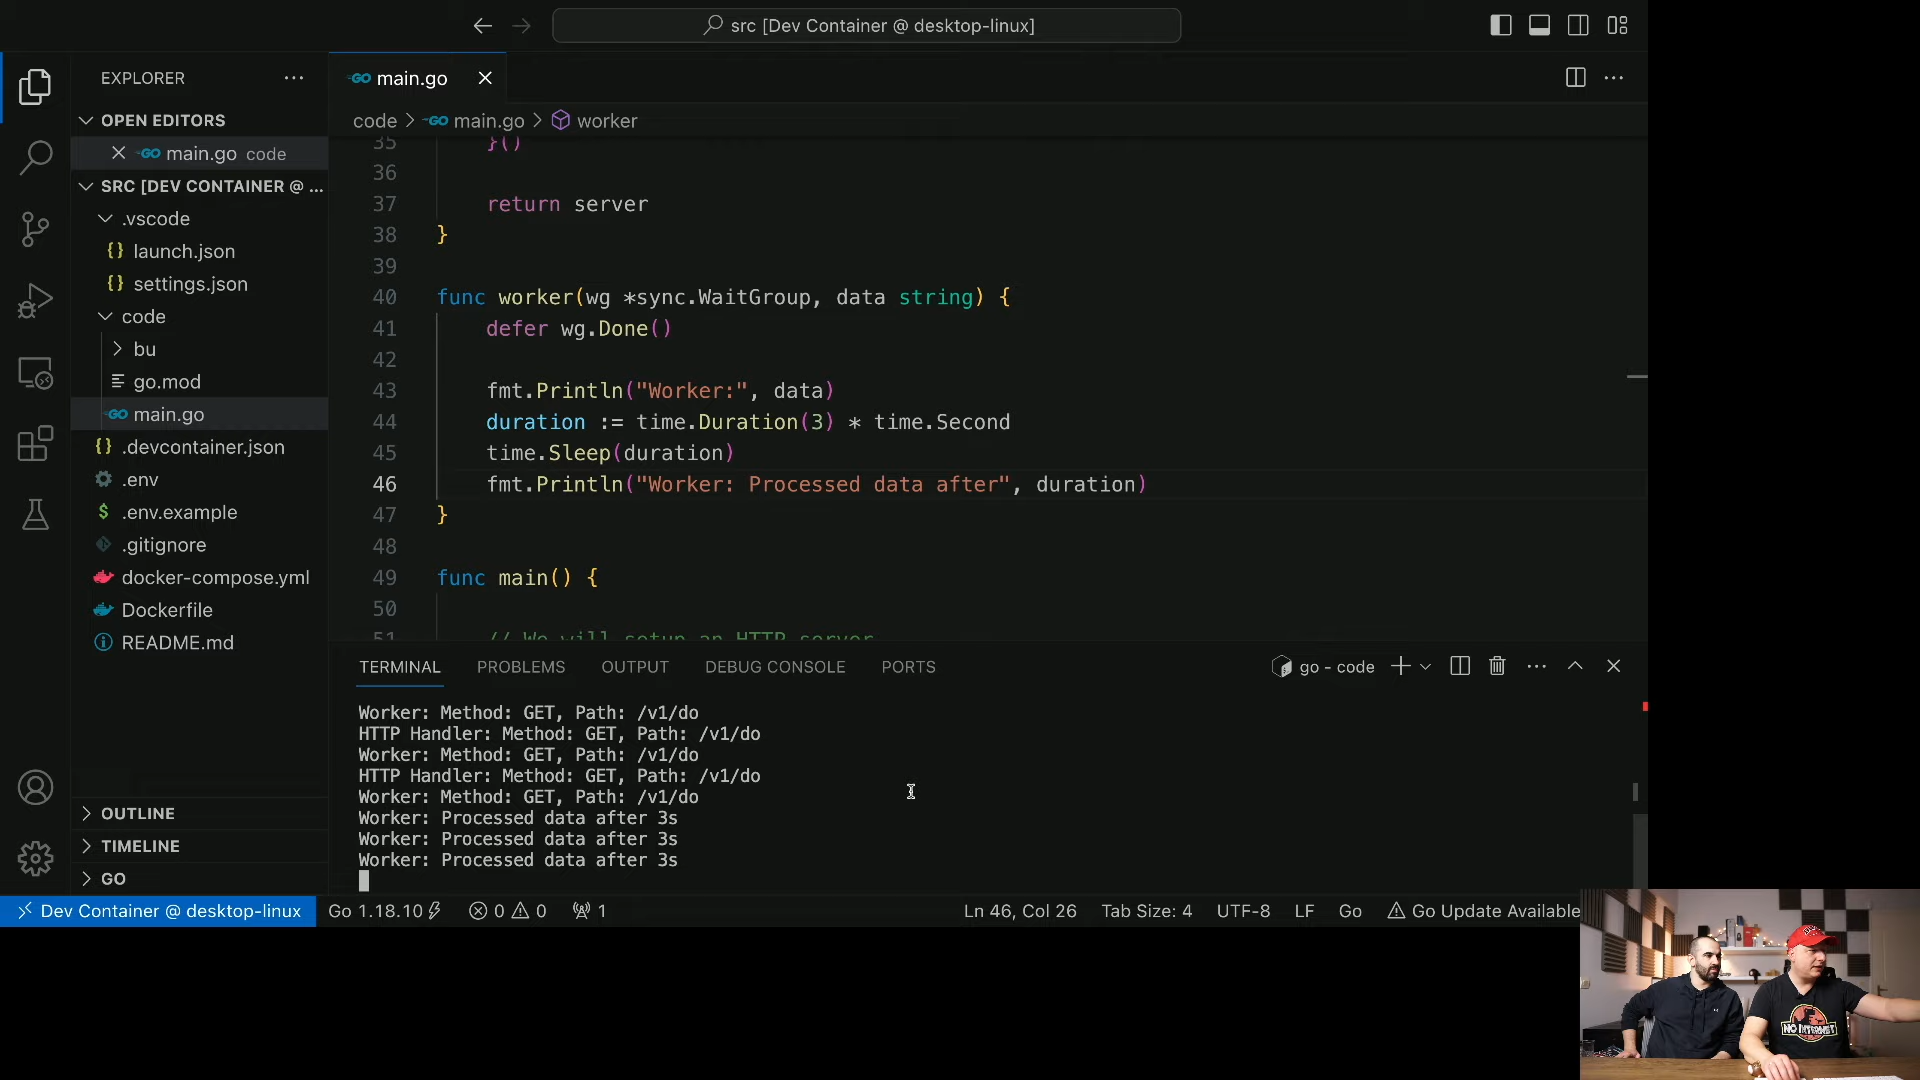 src [Dev Container @ desktop-linux]
EXPLORER
OPEN EDITORS
main.go code
SRC [DEV CONTAINER @ ...
.vscode
launch.json
settings.json
code
bu
go.mod
main.go
.devcontainer.json
.env
.env.example
.gitignore
docker-compose.yml
Dockerfile
README.md
OUTLINE
TIMELINE
GO
main.go
code > main.go > worker
35 }()
36
37 return server
38 }
39
40 func worker(wg *sync.WaitGroup, data string) {
41 defer wg.Done()
42
43 fmt.Println("Worker:", data)
44 duration := time.Duration(3) * time.Second
45 time.Sleep(duration)
46 fmt.Println("Worker: Processed data after", duration)
47 }
48
49 func main() {
50
51 // We will setup an HTTP server
TERMINAL PROBLEMS OUTPUT DEBUG CONSOLE PORTS
go - code
Worker: Method: GET, Path: /v1/do
HTTP Handler: Method: GET, Path: /v1/do
Worker: Method: GET, Path: /v1/do
HTTP Handler: Method: GET, Path: /v1/do
Worker: Method: GET, Path: /v1/do
Worker: Processed data after 3s
Worker: Processed data after 3s
Worker: Processed data after 3s
Dev Container @ desktop-linux Go 1.18.10 0 0 1 Ln 46, Col 26 Tab Size: 4 UTF-8 LF Go Go Update Available
NO INTERNET